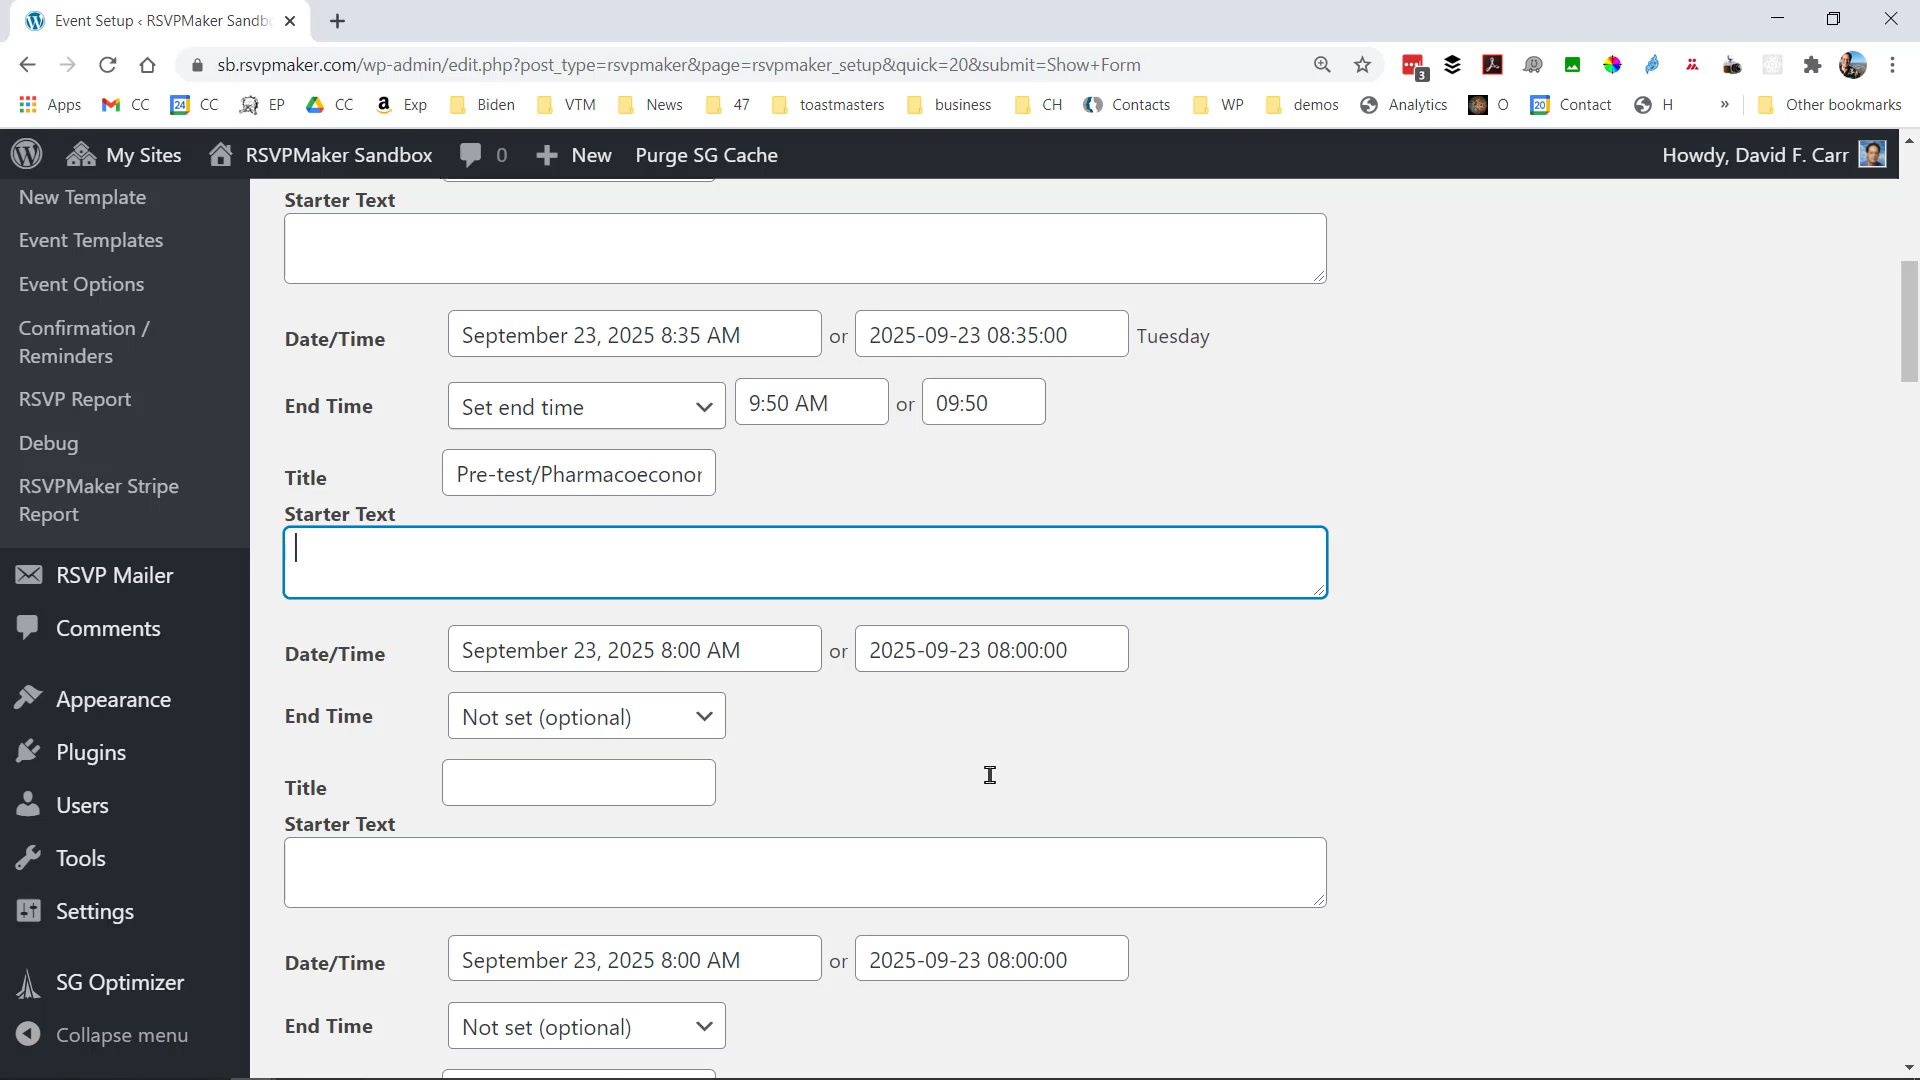 Event Setup ‹ RSVPMaker Sandb
sb.rsvpmaker.com/wp-admin/edit.php?post_type=rsvpmaker&page=rsvpmaker_setup&quick=20&submit=Show+Form
3
Apps
CC
24 CC
EP
CC
Exp
Biden
VTM
News
47
toastmasters
business
CH
Contacts
WP
demos
Analytics
O
20 Contact
H
»
Other bookmarks
My Sites
RSVPMaker Sandbox
0
New
Purge SG Cache
Howdy, David F. Carr
New Template
Event Templates
Event Options
Confirmation /
Reminders
RSVP Report
Debug
RSVPMaker Stripe
Report
RSVP Mailer
Comments
Appearance
Plugins
Users
Tools
Settings
SG Optimizer
Collapse menu
Starter Text
Date/Time September 23, 2025 8:35 AM or 2025-09-23 08:35:00 Tuesday
End Time Set end time 9:50 AM or 09:50
Title Pre-test/Pharmacoeconor
Starter Text
Date/Time September 23, 2025 8:00 AM or 2025-09-23 08:00:00
End Time Not set (optional)
Title
Starter Text
Date/Time September 23, 2025 8:00 AM or 2025-09-23 08:00:00
End Time Not set (optional)